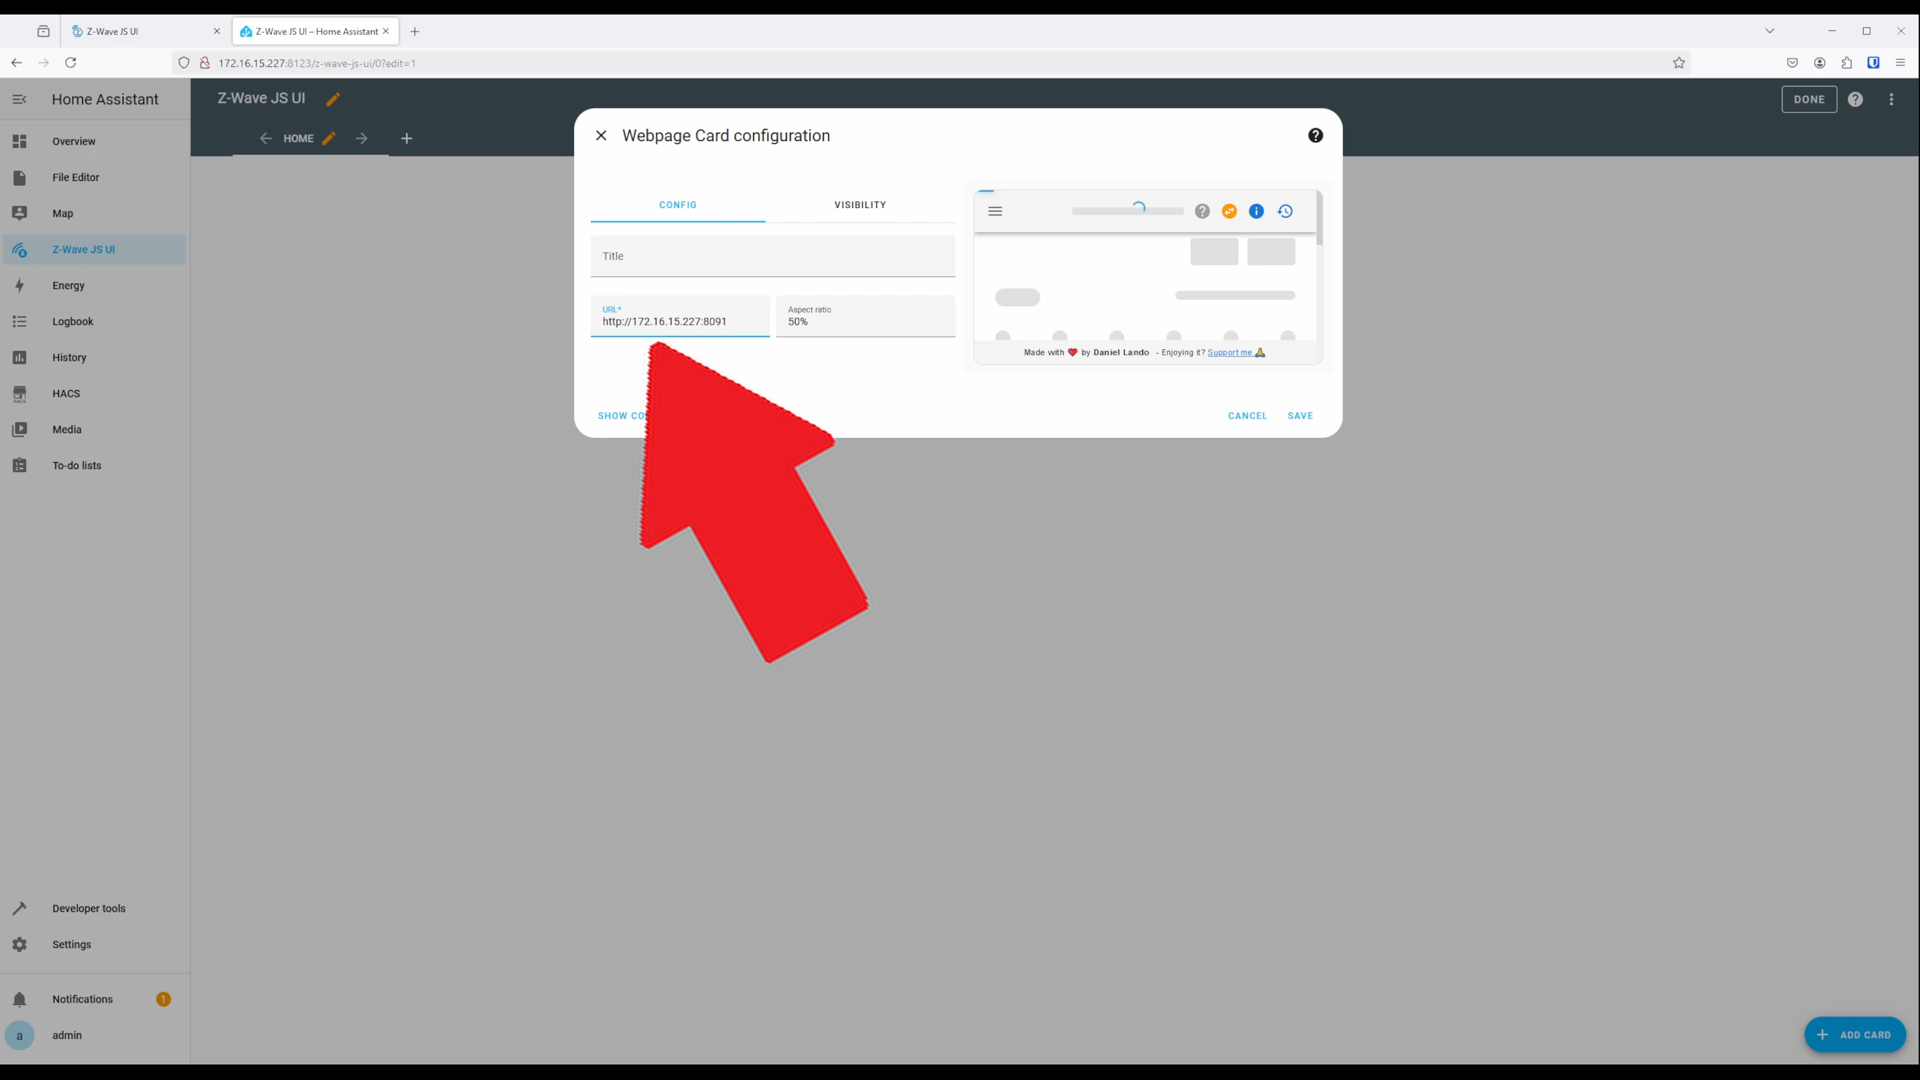 Z-Wave JS UI
Z-Wave JS UI – Home Assistant
172.16.15.227:8123/z-wave-js-ui/0?edit=1
Home Assistant
Z-Wave JS UI
DONE
HOME
Overview
File Editor
Map
Z-Wave JS UI
Energy
Logbook
History
HACS
Media
To-do lists
Developer tools
Settings
Notifications 1
a admin
Webpage Card configuration
CONFIG
VISIBILITY
Title
URL*
http://172.16.15.227:8091
Aspect ratio
50%
Made with ❤️ by Daniel Lando - Enjoying it? Support me 🙏
SHOW
CANCEL
SAVE
ADD CARD